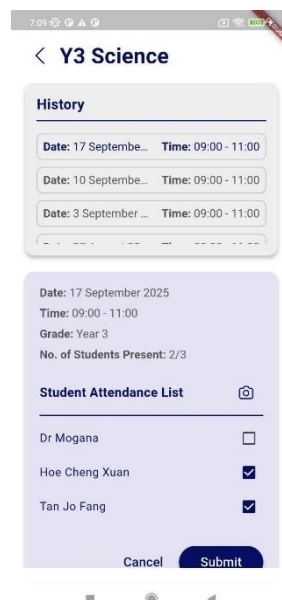 7:09
Y3 Science
History
Date: 17 Septembe... Time: 09:00 - 11:00
Date: 10 Septembe... Time: 09:00 - 11:00
Date: 3 September ... Time: 09:00 - 11:00
Date: 17 September 2025
Time: 09:00 - 11:00
Grade: Year 3
No. of Students Present: 2/3
Student Attendance List
Dr Mogana
Hoe Cheng Xuan
Tan Jo Fang
Cancel Submit